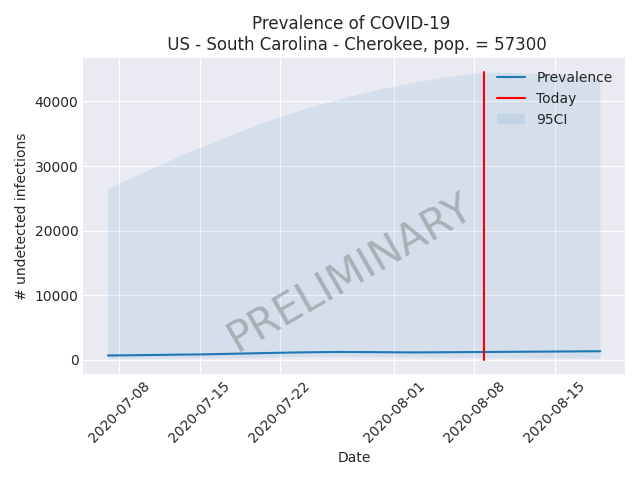 Prevalence of COVID-19
US - South Carolina - Cherokee, pop. = 57300
# undetected infections
40000
30000
20000
10000
0
Prevalence
Today
95CI
PRELIMINARY
2020-07-08
2020-07-15
2020-07-22
2020-08-01
2020-08-08
2020-08-15
Date